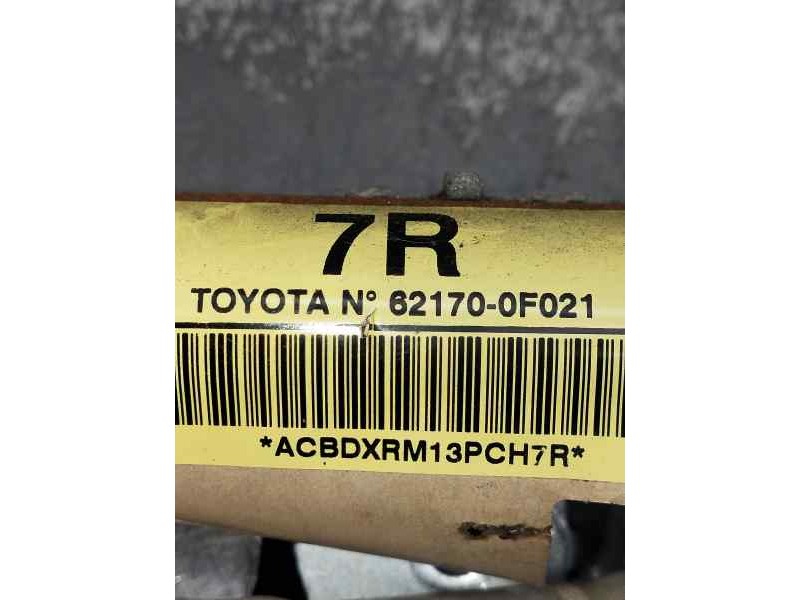 7R
TOYOTA N° 62170-0F021
*ACBDXRM13PCH7R*